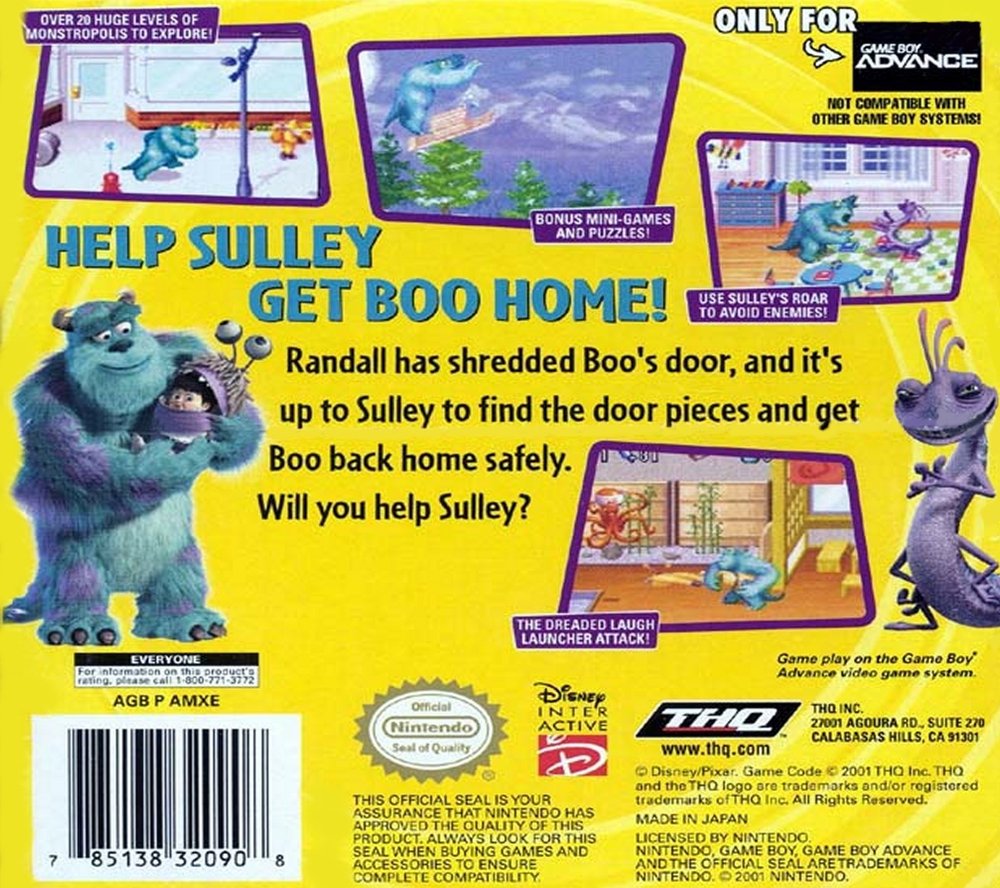 OVER 20 HUGE LEVELS OF
MONSTROPOLIS TO EXPLORE!
ONLY FOR
GAME BOY
ADVANCE
NOT COMPATIBLE WITH
OTHER GAME BOY SYSTEMS!
BONUS MINI-GAMES
AND PUZZLES!
USE SULLEY'S ROAR
TO AVOID ENEMIES!
HELP SULLEY
GET BOO HOME!
Randall has shredded Boo's door, and it's
up to Sulley to find the door pieces and get
Boo back home safely.
Will you help Sulley?
THE DREADED LAUGH
LAUNCHER ATTACK!
EVERYONE
For information on this product's
rating, please call 1-800-771-3772
AGB P AMXE
7 85138 32090 8
Official
Nintendo
Seal of Quality
®
THIS OFFICIAL SEAL IS YOUR
ASSURANCE THAT NINTENDO HAS
APPROVED THE QUALITY OF THIS
PRODUCT. ALWAYS LOOK FOR THIS
SEAL WHEN BUYING GAMES AND
ACCESSORIES TO ENSURE
COMPLETE COMPATIBILITY.
Disney
INTER
ACTIVE
Game play on the Game Boy®
Advance video game system.
THQ™
www.thq.com
THQ INC.
27001 AGOURA RD., SUITE 270
CALABASAS HILLS, CA 91301
© Disney/Pixar. Game Code © 2001 THQ Inc. THQ
and the THQ logo are trademarks and/or registered
trademarks of THQ Inc. All Rights Reserved.
MADE IN JAPAN
LICENSED BY NINTENDO.
NINTENDO, GAME BOY, GAME BOY ADVANCE
AND THE OFFICIAL SEAL ARE TRADEMARKS OF
NINTENDO. © 2001 NINTENDO.